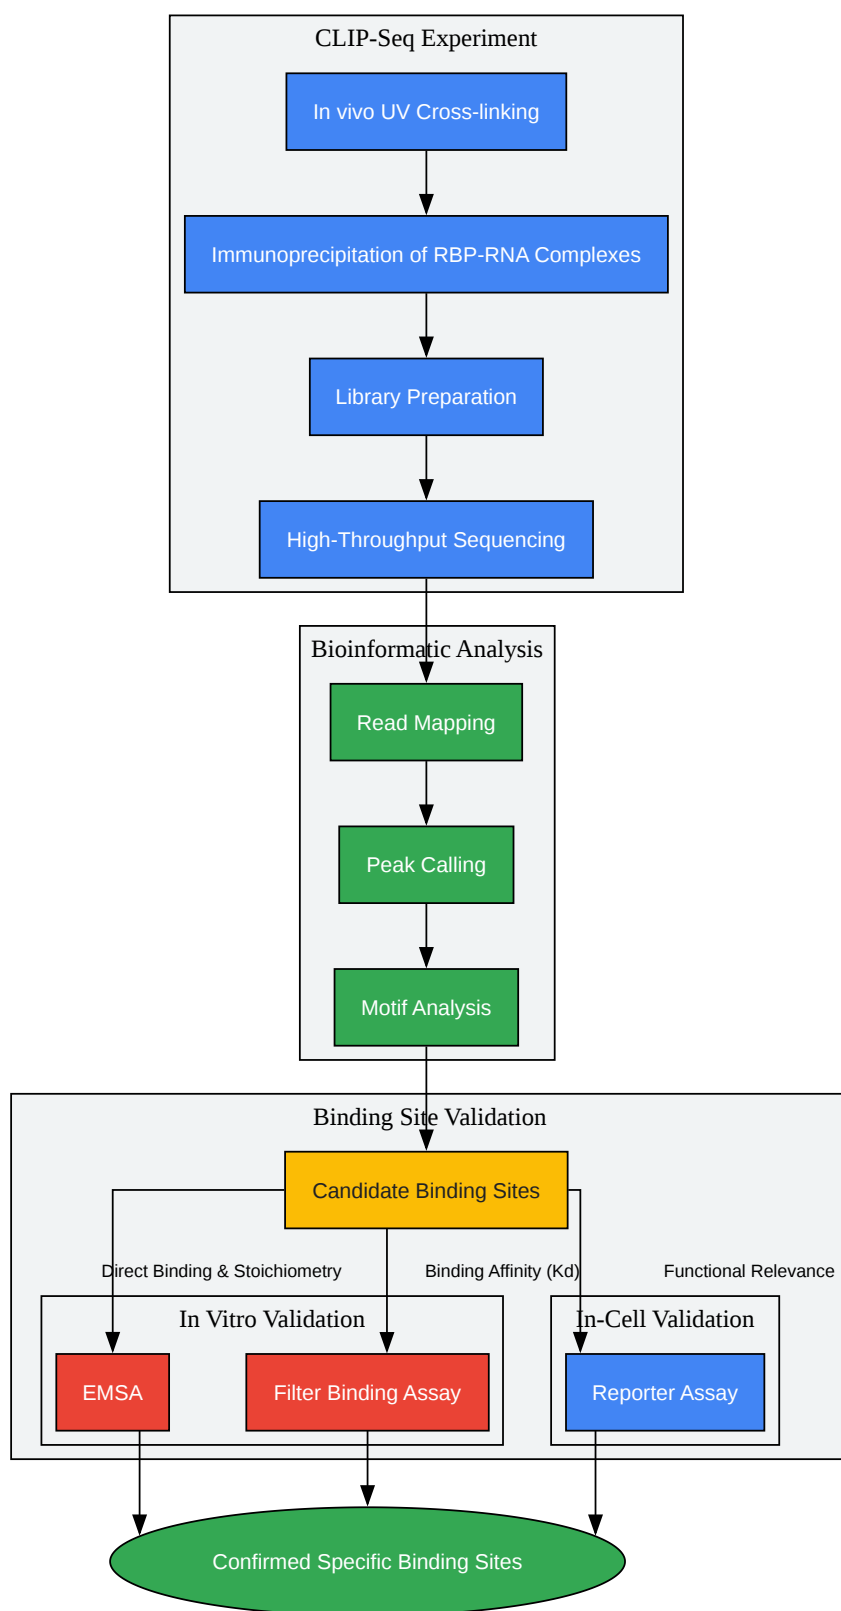 CLIP-Seq Experiment
In vivo UV Cross-linking
Immunoprecipitation of RBP-RNA Complexes
Library Preparation
High-Throughput Sequencing
Bioinformatic Analysis
Read Mapping
Peak Calling
Motif Analysis
Binding Site Validation
Candidate Binding Sites
Direct Binding & Stoichiometry
Binding Affinity (Kd)
Functional Relevance
In Vitro Validation
In-Cell Validation
EMSA
Filter Binding Assay
Reporter Assay
Confirmed Specific Binding Sites